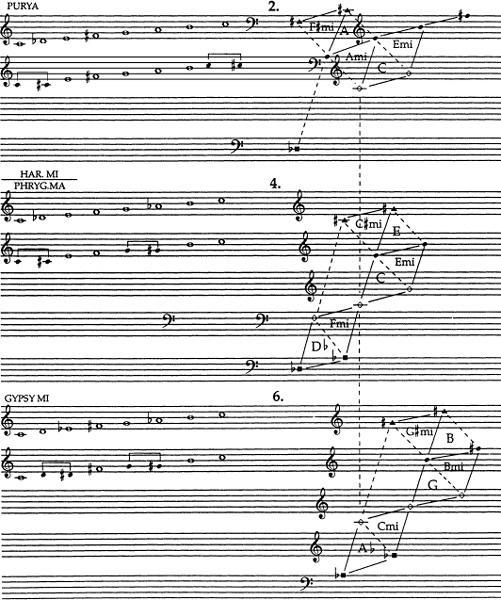 PURYA
2.
F♯mi
A
Ami
Emi
C
HAR. MI
PHRYG.MA
4.
C♯mi
E
Emi
C
Fmi
D♭
GYPSY MI
6.
G♯mi
B
Bmi
G
Cmi
A♭